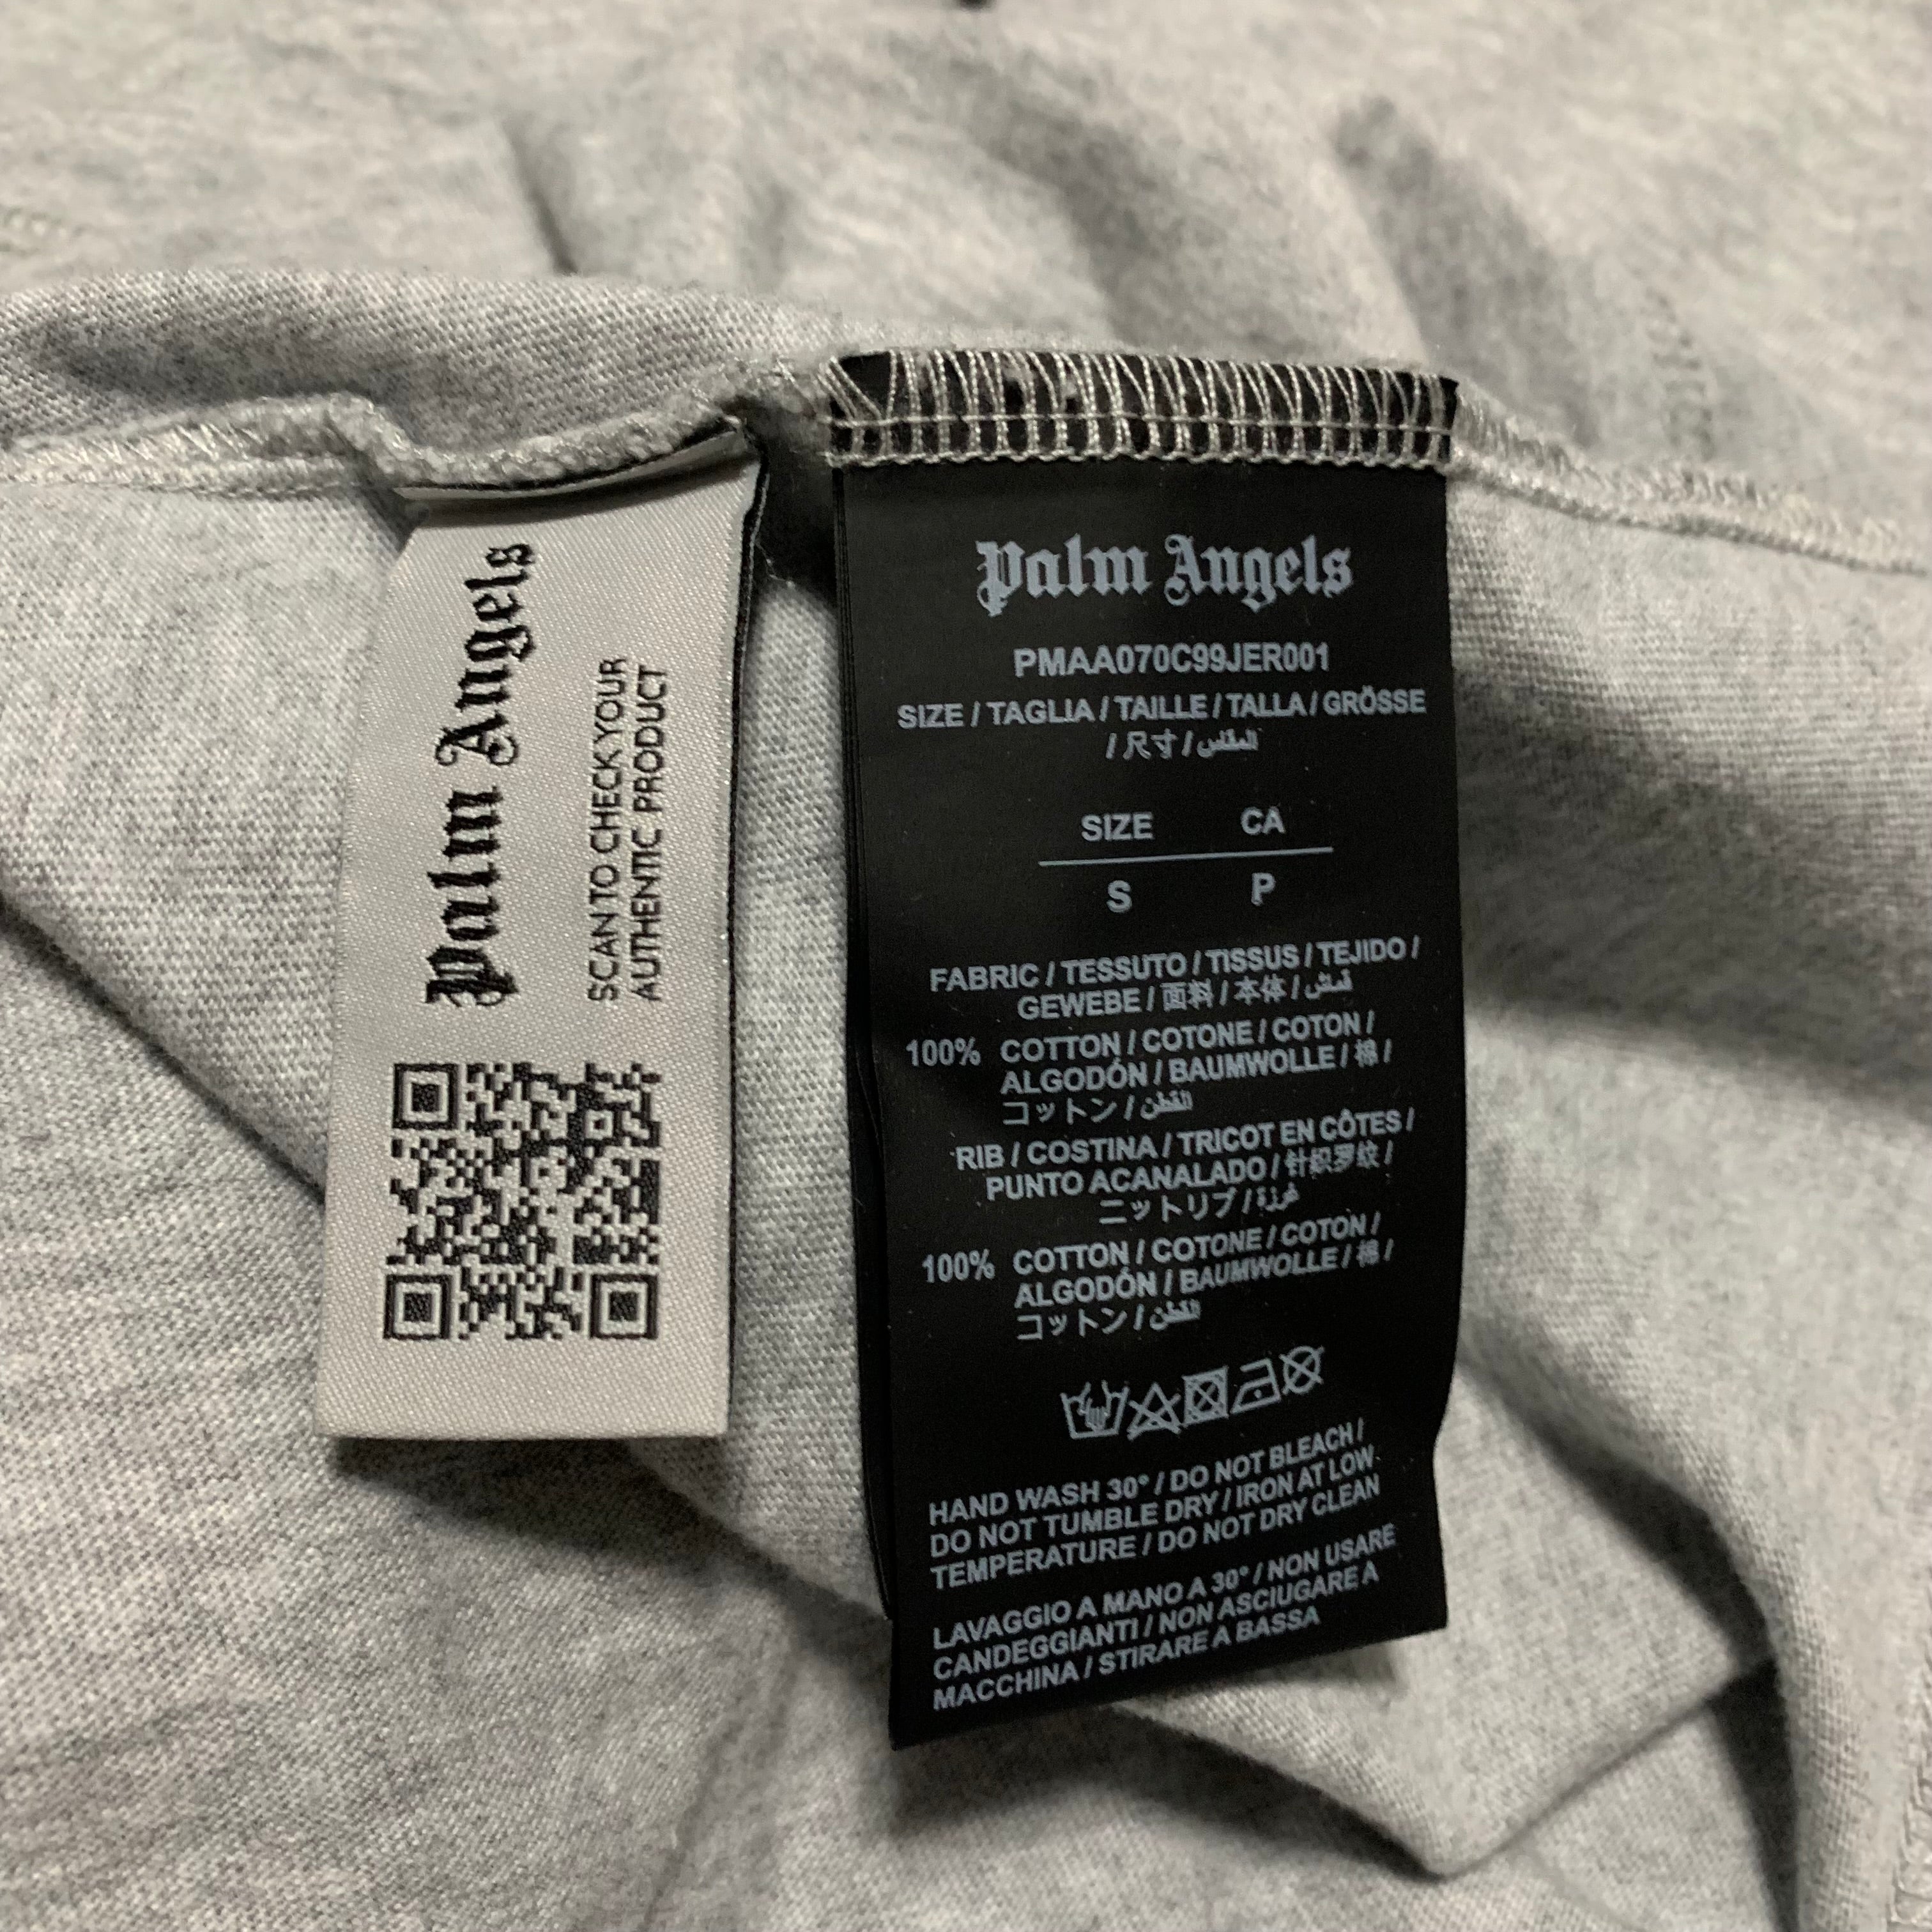 Palm Angels
SCAN TO CHECK YOUR
AUTHENTIC PRODUCT
Palm Angels
PMAA070C99JER001
SIZE / TAGLIA / TAILLE / TALLA / GRÖSSE
/ 尺寸 / المقاس
SIZE CA
S P
FABRIC / TESSUTO / TISSUS / TEJIDO /
GEWEBE / 面料 / 本体 /
100% COTTON / COTONE / COTON /
ALGODÓN / BAUMWOLLE / 棉 /
コットン / القطن
RIB / COSTINA / TRICOT EN CÔTES /
PUNTO ACANALADO / 针织罗纹 /
ニットリブ /
100% COTTON / COTONE / COTON /
ALGODÓN / BAUMWOLLE / 棉 /
コットン / القطن
HAND WASH 30° / DO NOT BLEACH /
DO NOT TUMBLE DRY / IRON AT LOW
TEMPERATURE / DO NOT DRY CLEAN
LAVAGGIO A MANO A 30° / NON USARE
CANDEGGIANTI / NON ASCIUGARE A
MACCHINA / STIRARE A BASSA